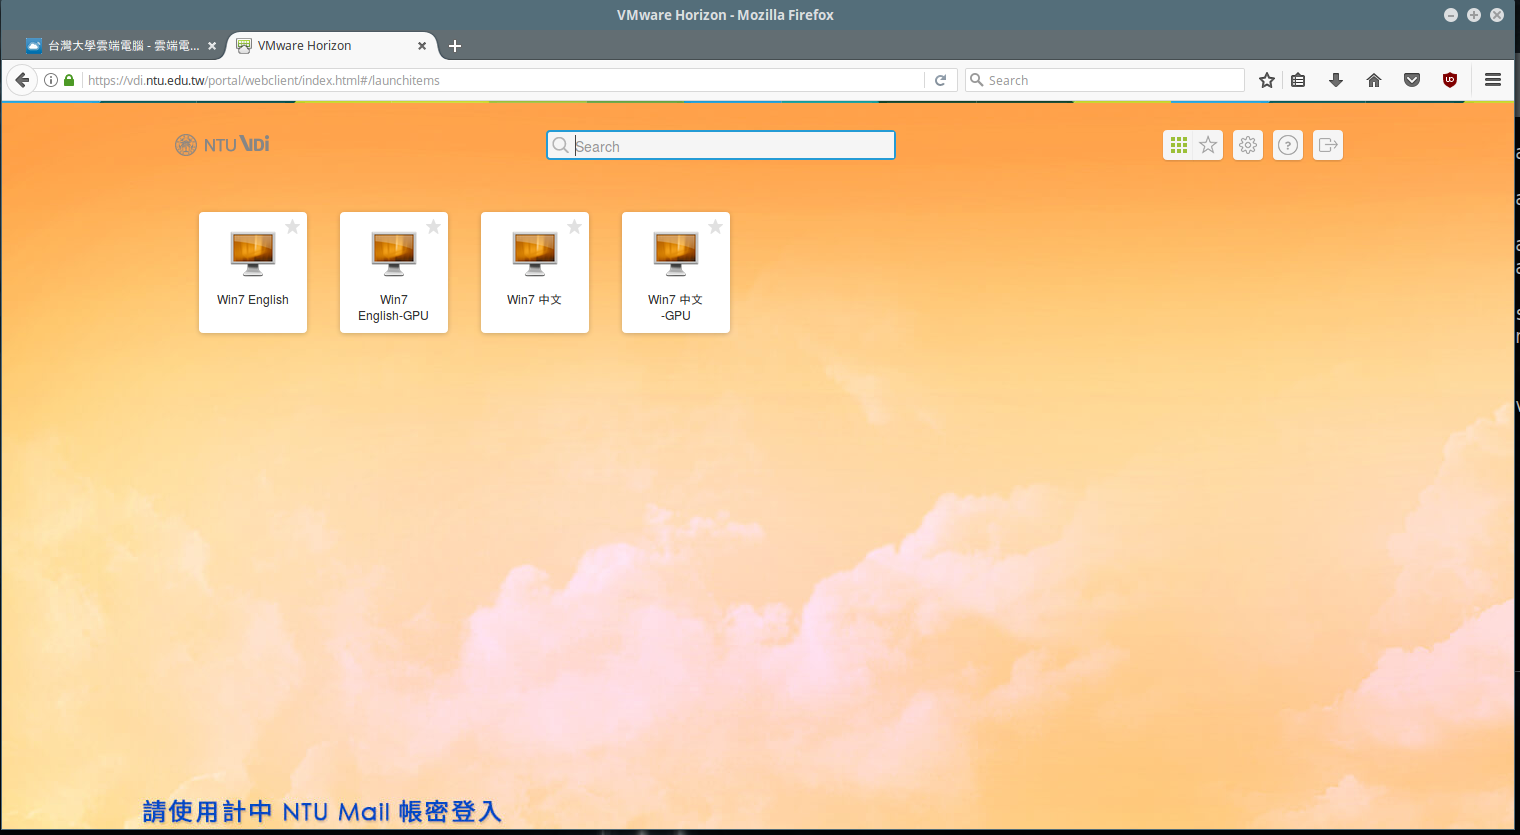 VMware Horizon - Mozilla Firefox
台灣大學雲端電腦 - 雲端電...
VMware Horizon
https://vdi.ntu.edu.tw/portal/webclient/index.html#/launchitems
Search
NTU VDi
Search
Win7 English
Win7
English-GPU
Win7 中文
Win7 中文
-GPU
請使用計中 NTU Mail 帳密登入